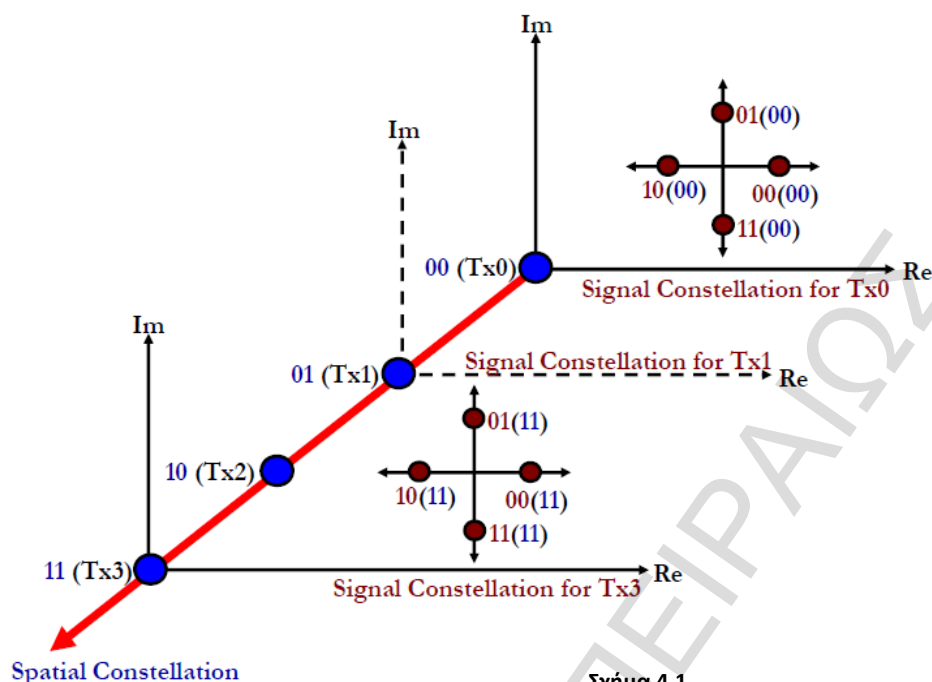 Im
01(00)
10(00)
00(00)
11(00)
Im
00 (Tx0)
Re
Signal Constellation for Tx0
Im
01 (Tx1)
Signal Constellation for Tx1
Re
01(11)
10 (Tx2)
10(11)
00(11)
11(11)
11 (Tx3)
Re
Signal Constellation for Tx3
Spatial Constellation
Σχήμα 4.1
ΠΕΙΡΑΙΩΣ